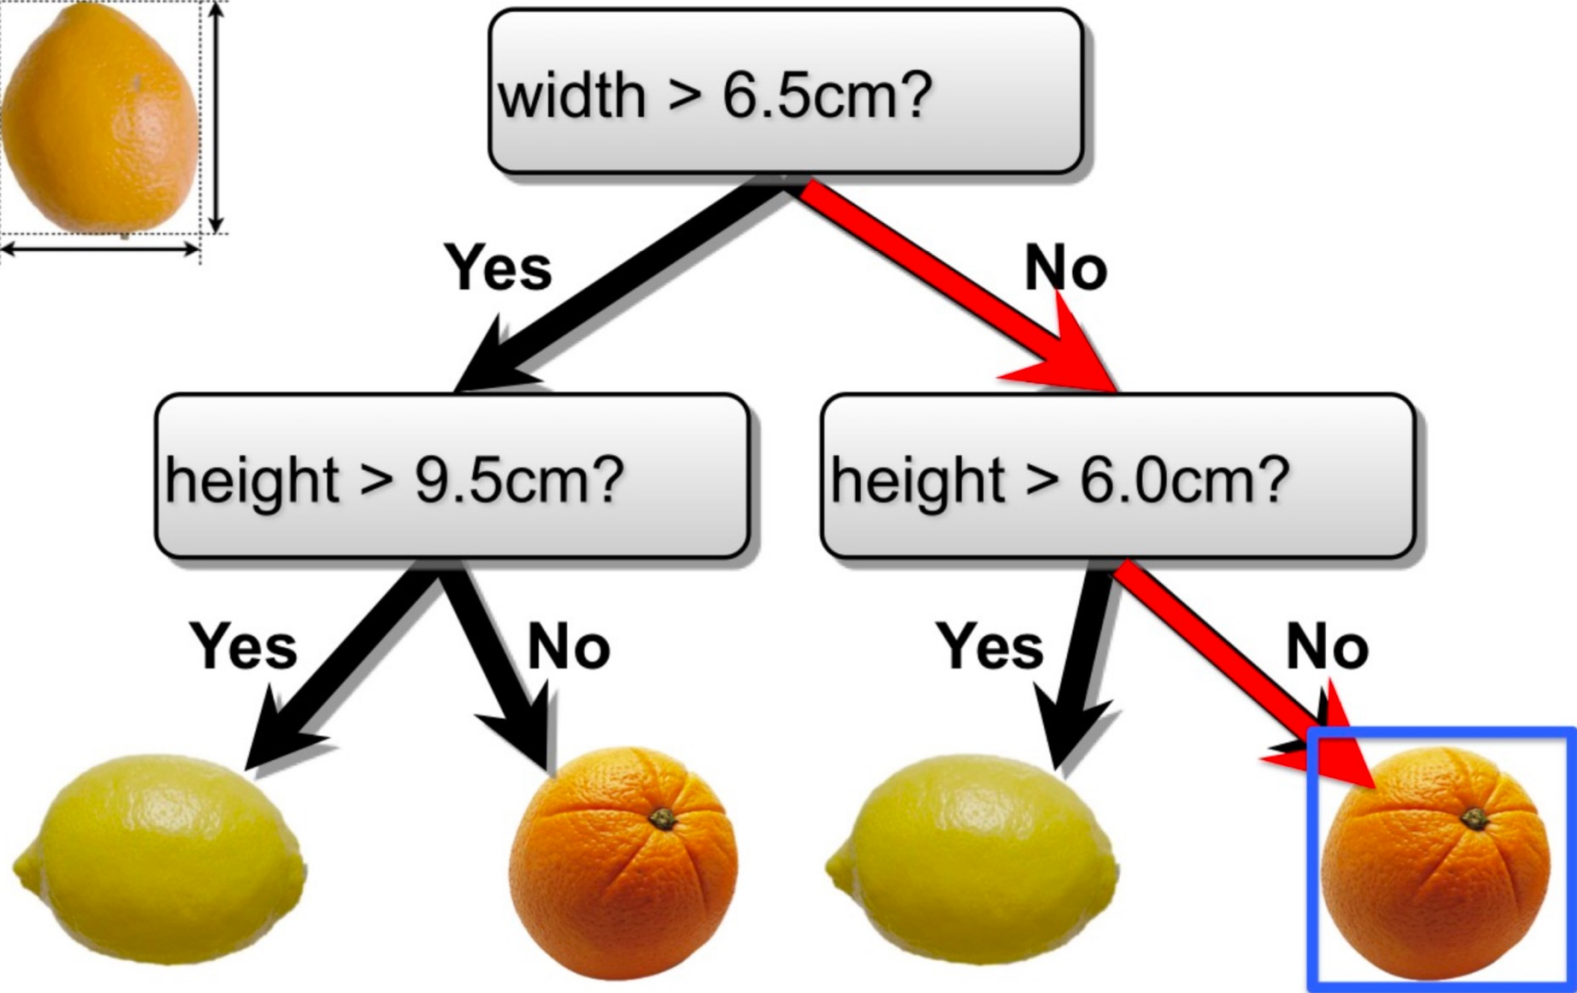 width > 6.5cm?
Yes
No
height > 9.5cm?
height > 6.0cm?
Yes
No
Yes
No